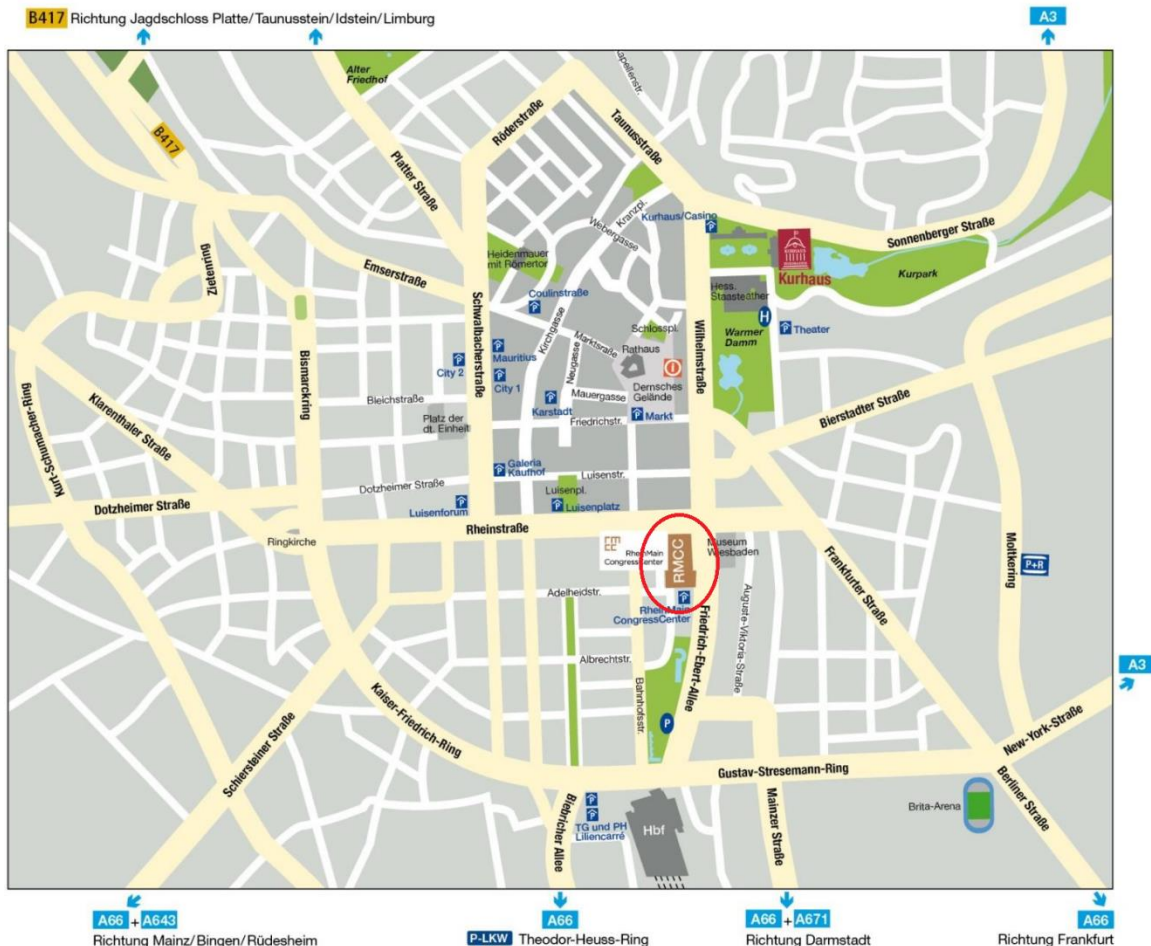 B417 Richtung Jagdschloss Platte/Taunusstein/Idstein/Limburg
A3
Kapellenstr.
Alter
Friedhof
Röderstraße
Taunusstraße
B417
Platter Straße
Kranzpl.
Webergasse
Kurhaus/Casino
P
Sonnenberger Straße
KURHAUS
Kurhaus
Kurpark
Zietenring
Emserstraße
Heidenmauer
mit Römertor
Coulinstraße
P
Hess.
Staastheather
H
P Theater
Warmer
Damm
Schwalbacherstraße
Kirchgasse
Marktsraße
Neugasse
Schlosspl.
Rathaus
i
Dernsches
Gelände
Wilhelmstraße
P
Mauritius
P
City 2
P
City 1
P
Karstadt
Mauergasse
P Markt
Friedrichstr.
Bismarckring
Bleichstraße
Platz der
dt. Einheit
Bierstadter Straße
Kurt-Schumacher-Ring
Klarenthaler Straße
P Galeria
Kaufhof
Luisenstr.
Dotzheimer Straße
Dotzheimer Straße
P
Luisenforum
Luisenpl.
P Luisenplatz
Rheinstraße
Ringkirche
RheinMain
CongressCenter
RMCC
Museum
Wiesbaden
Frankfurter Straße
Moltkering
P+R
Adelheidstr.
P
RheinMain
CongressCenter
Friedrich-Ebert-Allee
Auguste-Viktoria-Straße
Albrechtstr.
Bahnhofsstr.
P
A3
Kaiser-Friedrich-Ring
Schiersteiner Straße
Gustav-Stresemann-Ring
New-York-Straße
Berliner Straße
Biebricher Allee
P
P
TG und PH
Liliencarré
Hbf
Mainzer Straße
Brita-Arena
A66 + A643
Richtung Mainz/Bingen/Rüdesheim
A66
P-LKW Theodor-Heuss-Ring
A66 + A671
Richtung Darmstadt
A66
Richtung Frankfurt